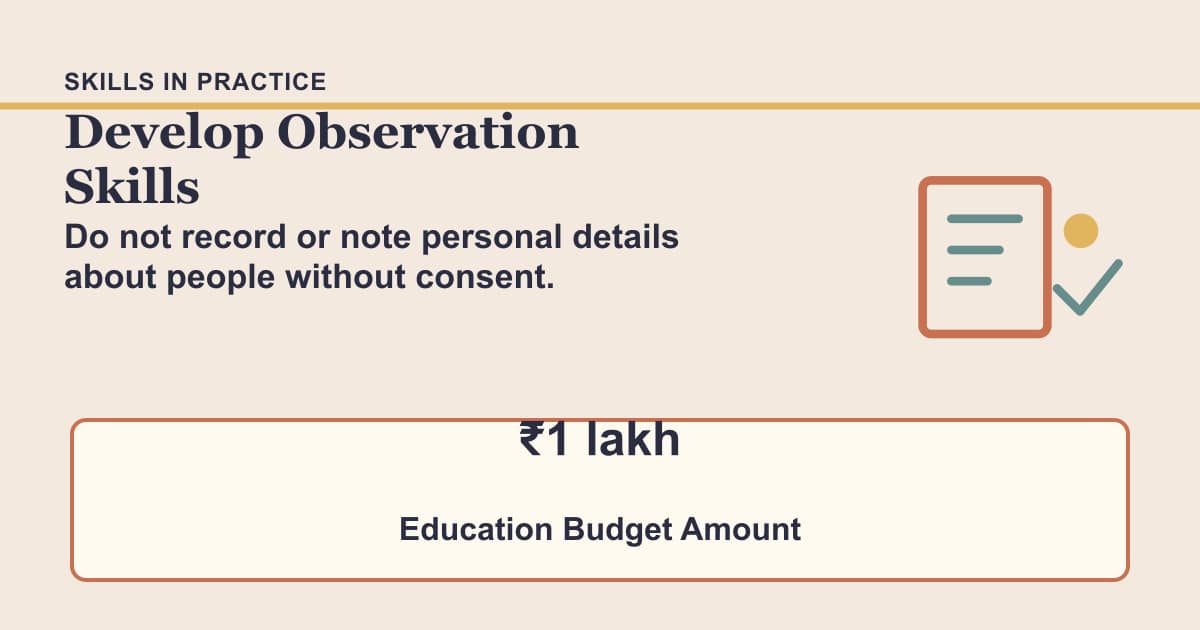 SKILLS IN PRACTICE
Develop Observation
Skills
Do not record or note personal details
about people without consent.
₹1 lakh
Education Budget Amount